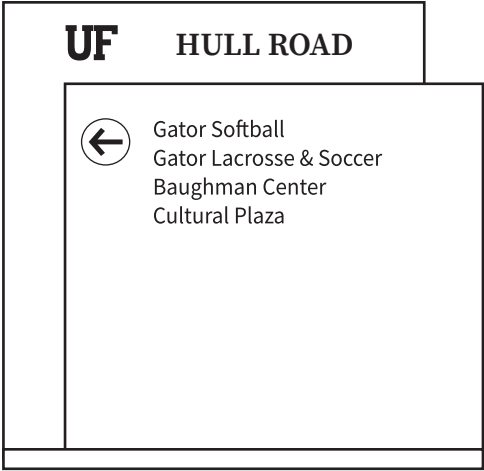 UF HULL ROAD
Gator Softball
Gator Lacrosse & Soccer
Baughman Center
Cultural Plaza